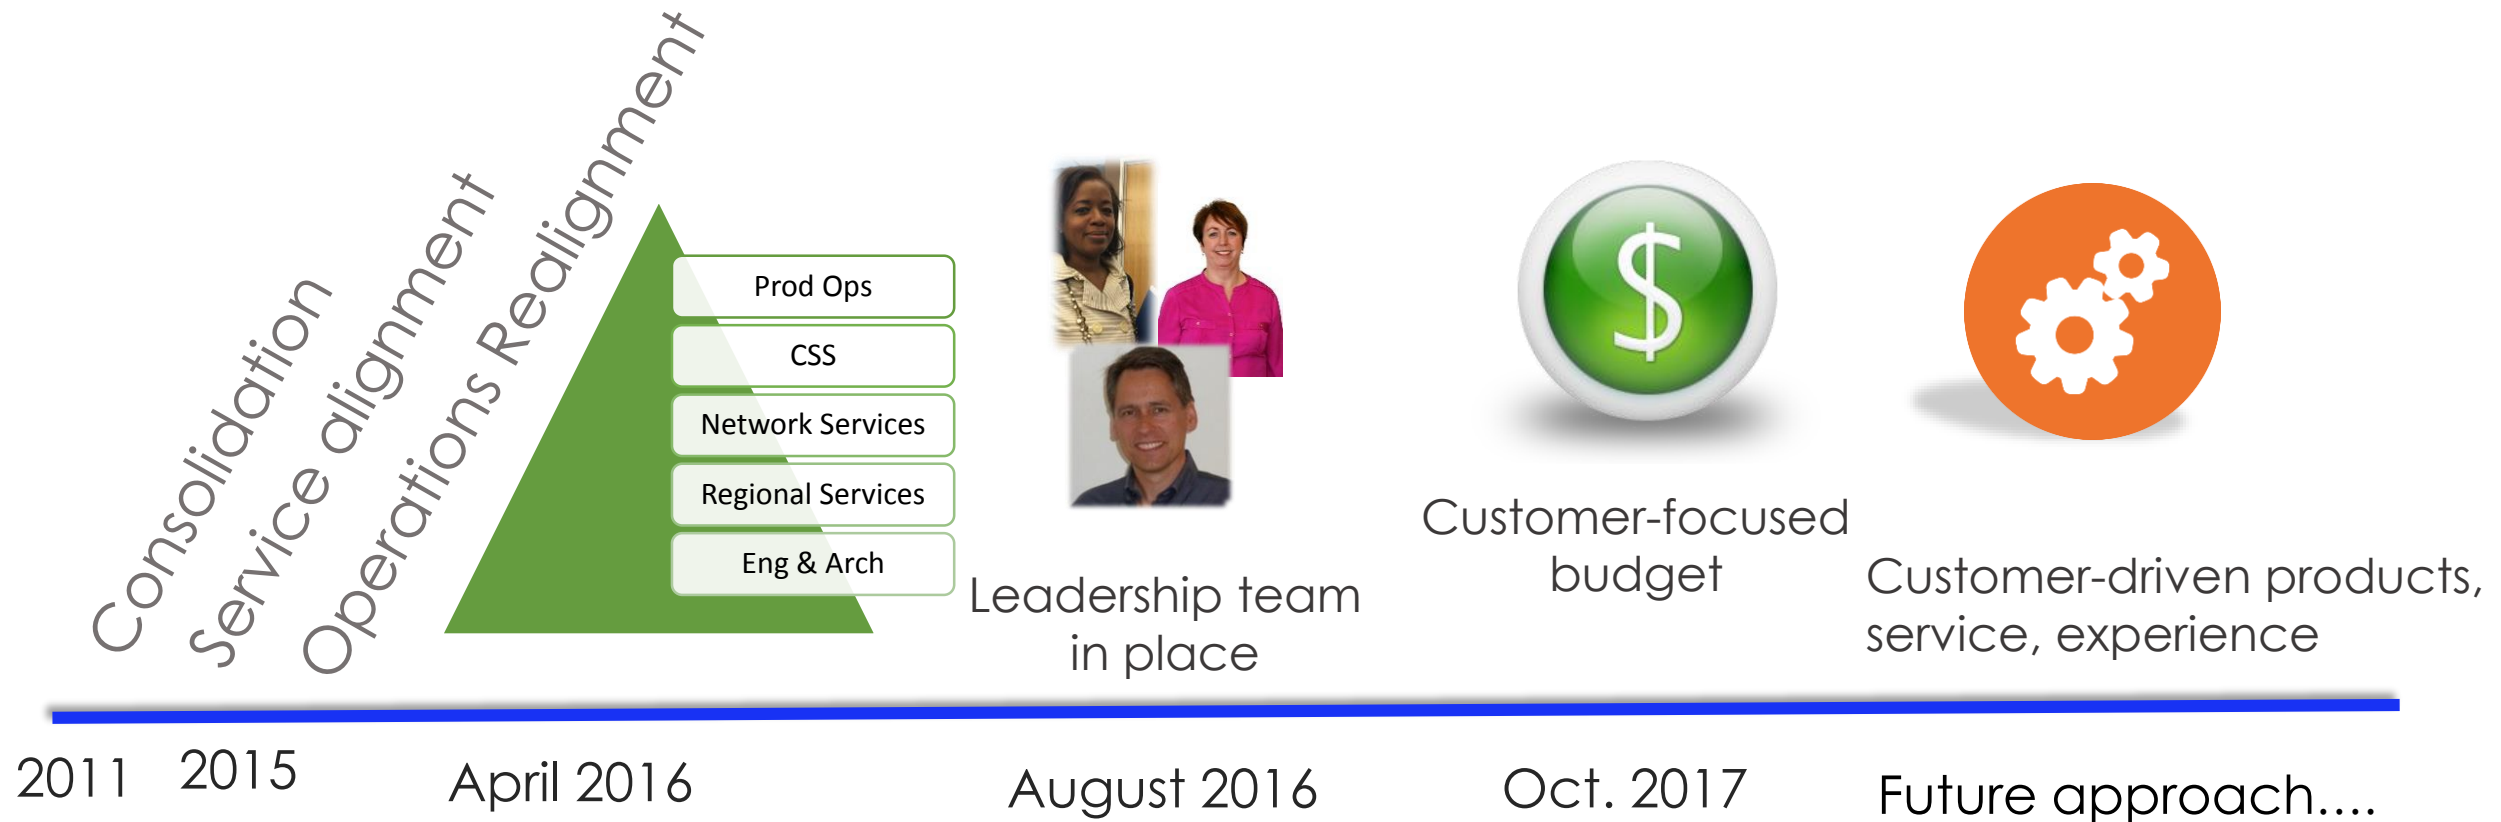 Consolidation
Service alignment
Operations Realignment
Prod Ops
CSS
Network Services
Regional Services
Eng & Arch
Leadership team
in place
$
Customer-focused
budget
Customer-driven products,
service, experience
2011
2015
April 2016
August 2016
Oct. 2017
Future approach....